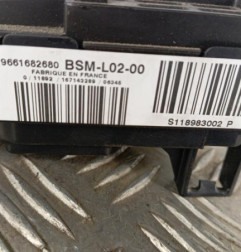 9661682680 BSM-L02-00
FABRIQUE EN FRANCE
S118983002 P